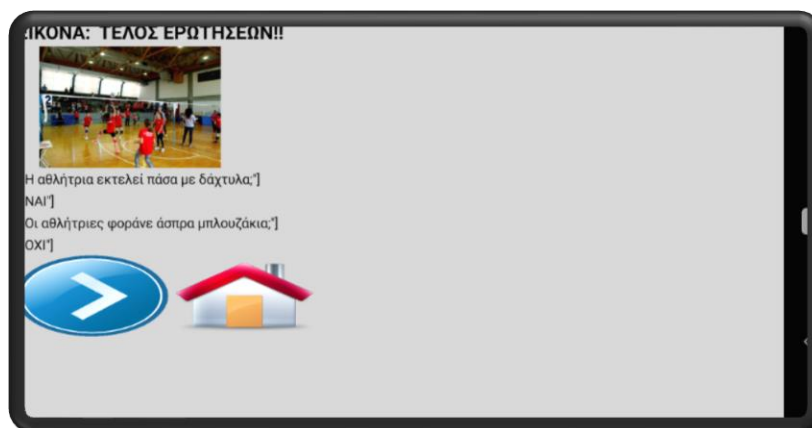 ΙΚΟΝΑ: ΤΕΛΟΣ ΕΡΩΤΗΣΕΩΝ!!
Η αθλήτρια εκτελεί πάσα με δάχτυλα;"]
ΝΑΙ"]
Οι αθλήτριες φοράνε άσπρα μπλουζάκια;"]
ΟΧΙ"]